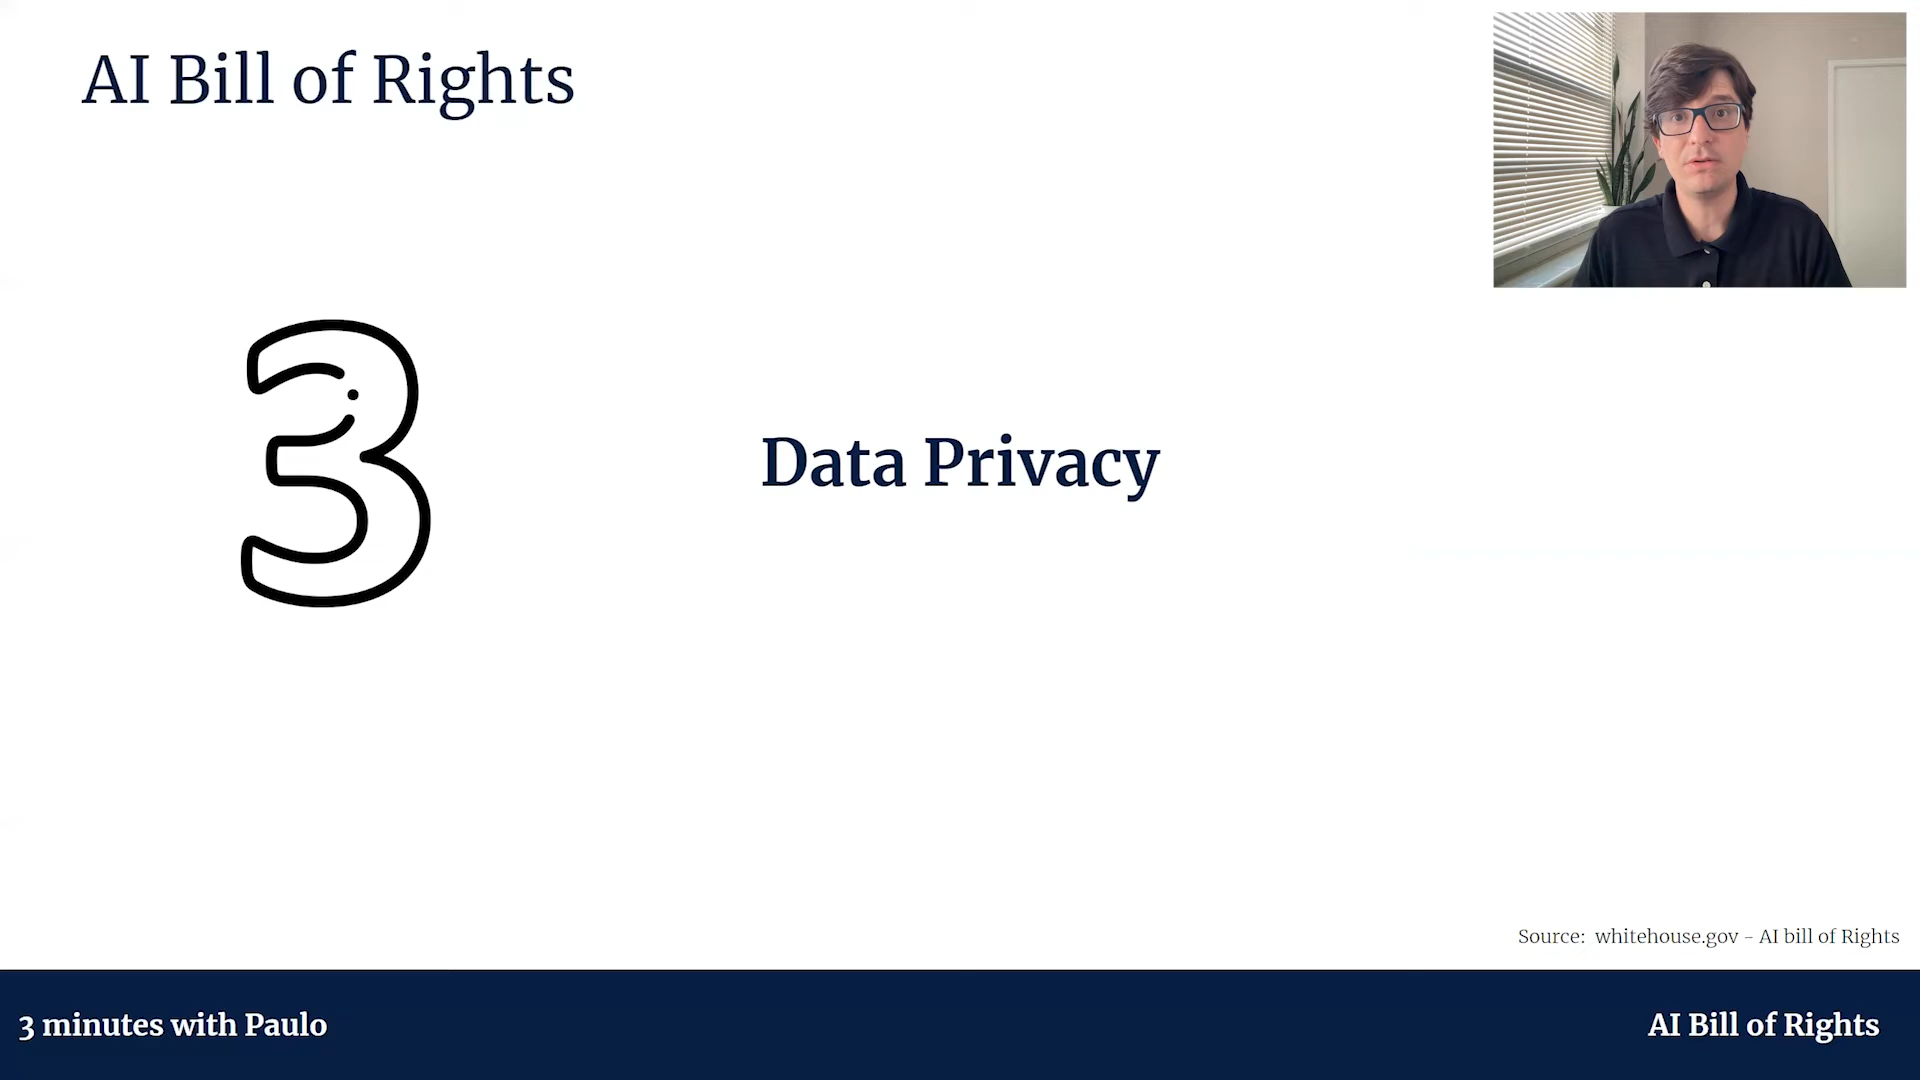 AI Bill of Rights
3
Data Privacy
Source: whitehouse.gov - AI bill of Rights
3 minutes with Paulo
AI Bill of Rights